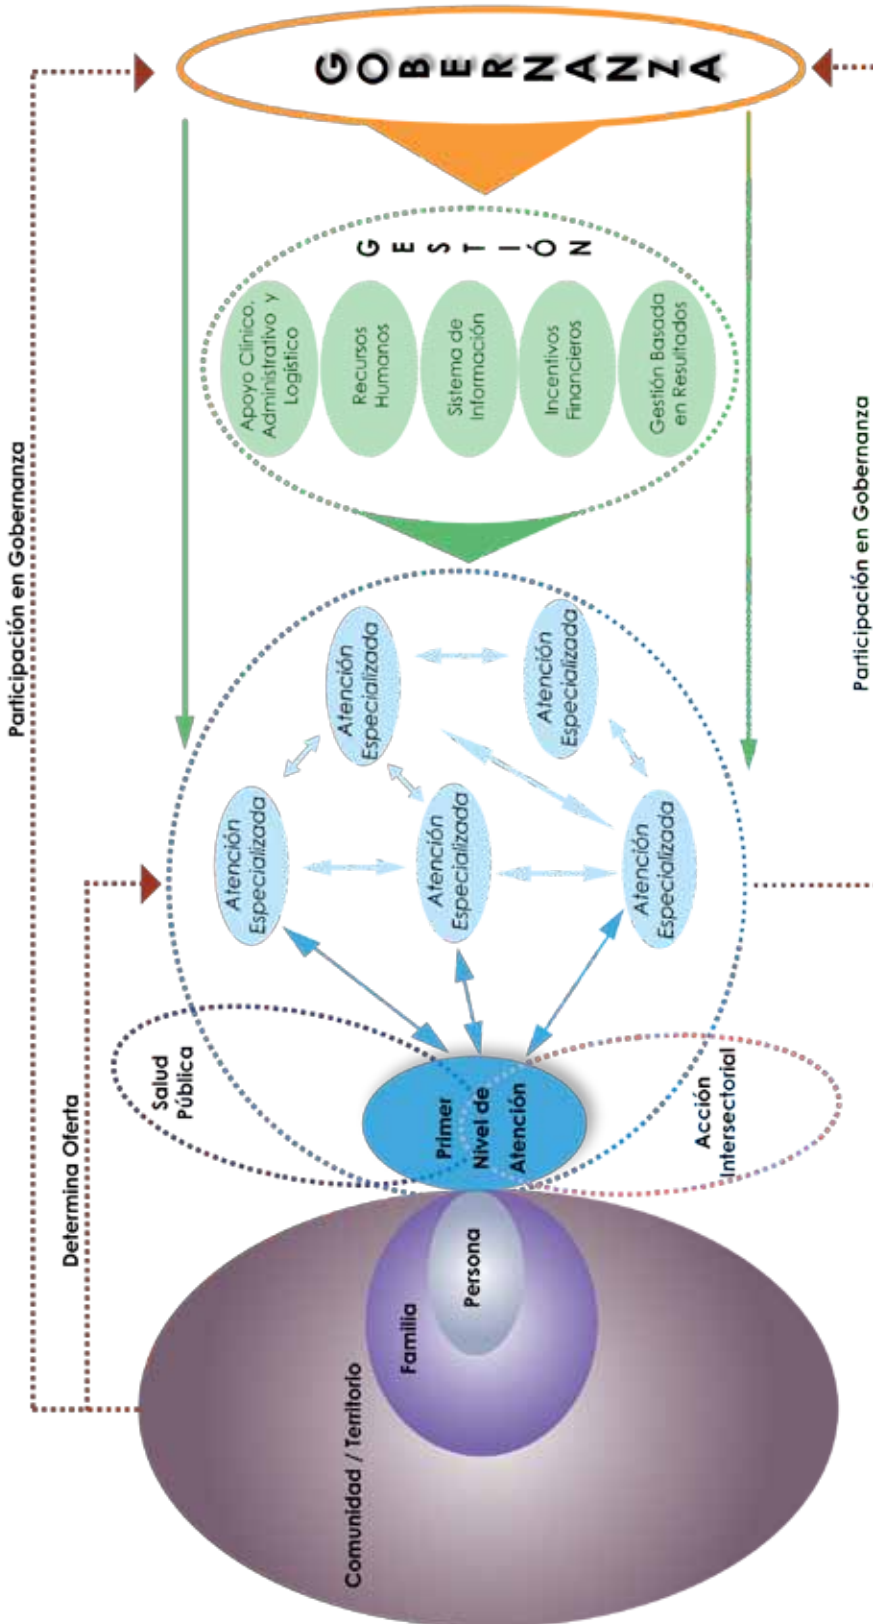 Participación en Gobernanza
Determina Oferta
Comunidad / Territorio
Familia
Persona
Salud
Pública
Primer
Nivel de
Atención
Acción
Intersectorial
Atención
Especializada
Atención
Especializada
Atención
Especializada
Atención
Especializada
Atención
Especializada
Apoyo Clínico,
Administrativo y
Logístico
Recursos
Humanos
Sistema de
Información
Incentivos
Financieros
Gestión Basada
en Resultados
GESTIÓN
GOBERNANZA
Participación en Gobernanza